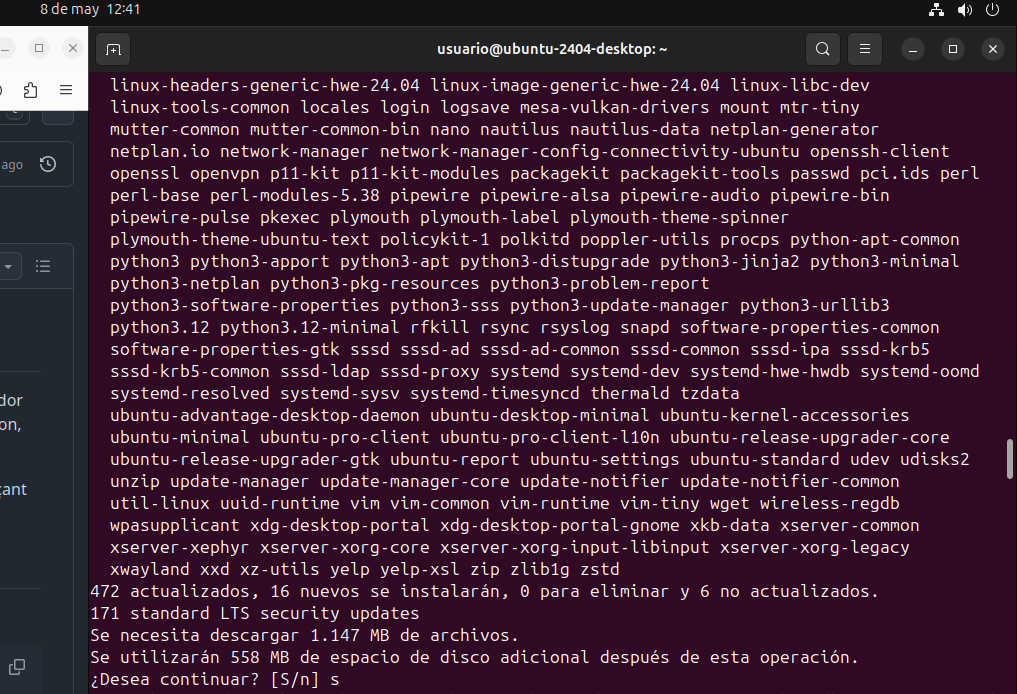 8 de may 12:41
usuario@ubuntu-2404-desktop: ~
ago
dor
on,
çant
linux-headers-generic-hwe-24.04 linux-image-generic-hwe-24.04 linux-libc-dev
linux-tools-common locales login logsave mesa-vulkan-drivers mount mtr-tiny
mutter-common mutter-common-bin nano nautilus nautilus-data netplan-generator
netplan.io network-manager network-manager-config-connectivity-ubuntu openssh-client
openssl openvpn p11-kit p11-kit-modules packagekit packagekit-tools passwd pci.ids perl
perl-base perl-modules-5.38 pipewire pipewire-alsa pipewire-audio pipewire-bin
pipewire-pulse pkexec plymouth plymouth-label plymouth-theme-spinner
plymouth-theme-ubuntu-text policykit-1 polkitd poppler-utils procps python-apt-common
python3 python3-apport python3-apt python3-distupgrade python3-jinja2 python3-minimal
python3-netplan python3-pkg-resources python3-problem-report
python3-software-properties python3-sss python3-update-manager python3-urllib3
python3.12 python3.12-minimal rfkill rsync rsyslog snapd software-properties-common
software-properties-gtk sssd sssd-ad sssd-ad-common sssd-common sssd-ipa sssd-krb5
sssd-krb5-common sssd-ldap sssd-proxy systemd systemd-dev systemd-hwe-hwdb systemd-oomd
systemd-resolved systemd-sysv systemd-timesyncd thermald tzdata
ubuntu-advantage-desktop-daemon ubuntu-desktop-minimal ubuntu-kernel-accessories
ubuntu-minimal ubuntu-pro-client ubuntu-pro-client-l10n ubuntu-release-upgrader-core
ubuntu-release-upgrader-gtk ubuntu-report ubuntu-settings ubuntu-standard udev udisks2
unzip update-manager update-manager-core update-notifier update-notifier-common
util-linux uuid-runtime vim vim-common vim-runtime vim-tiny wget wireless-regdb
wpasupplicant xdg-desktop-portal xdg-desktop-portal-gnome xkb-data xserver-common
xserver-xephyr xserver-xorg-core xserver-xorg-input-libinput xserver-xorg-legacy
xwayland xxd xz-utils yelp yelp-xsl zip zlib1g zstd
472 actualizados, 16 nuevos se instalarán, 0 para eliminar y 6 no actualizados.
171 standard LTS security updates
Se necesita descargar 1.147 MB de archivos.
Se utilizarán 558 MB de espacio de disco adicional después de esta operación.
¿Desea continuar? [S/n] s